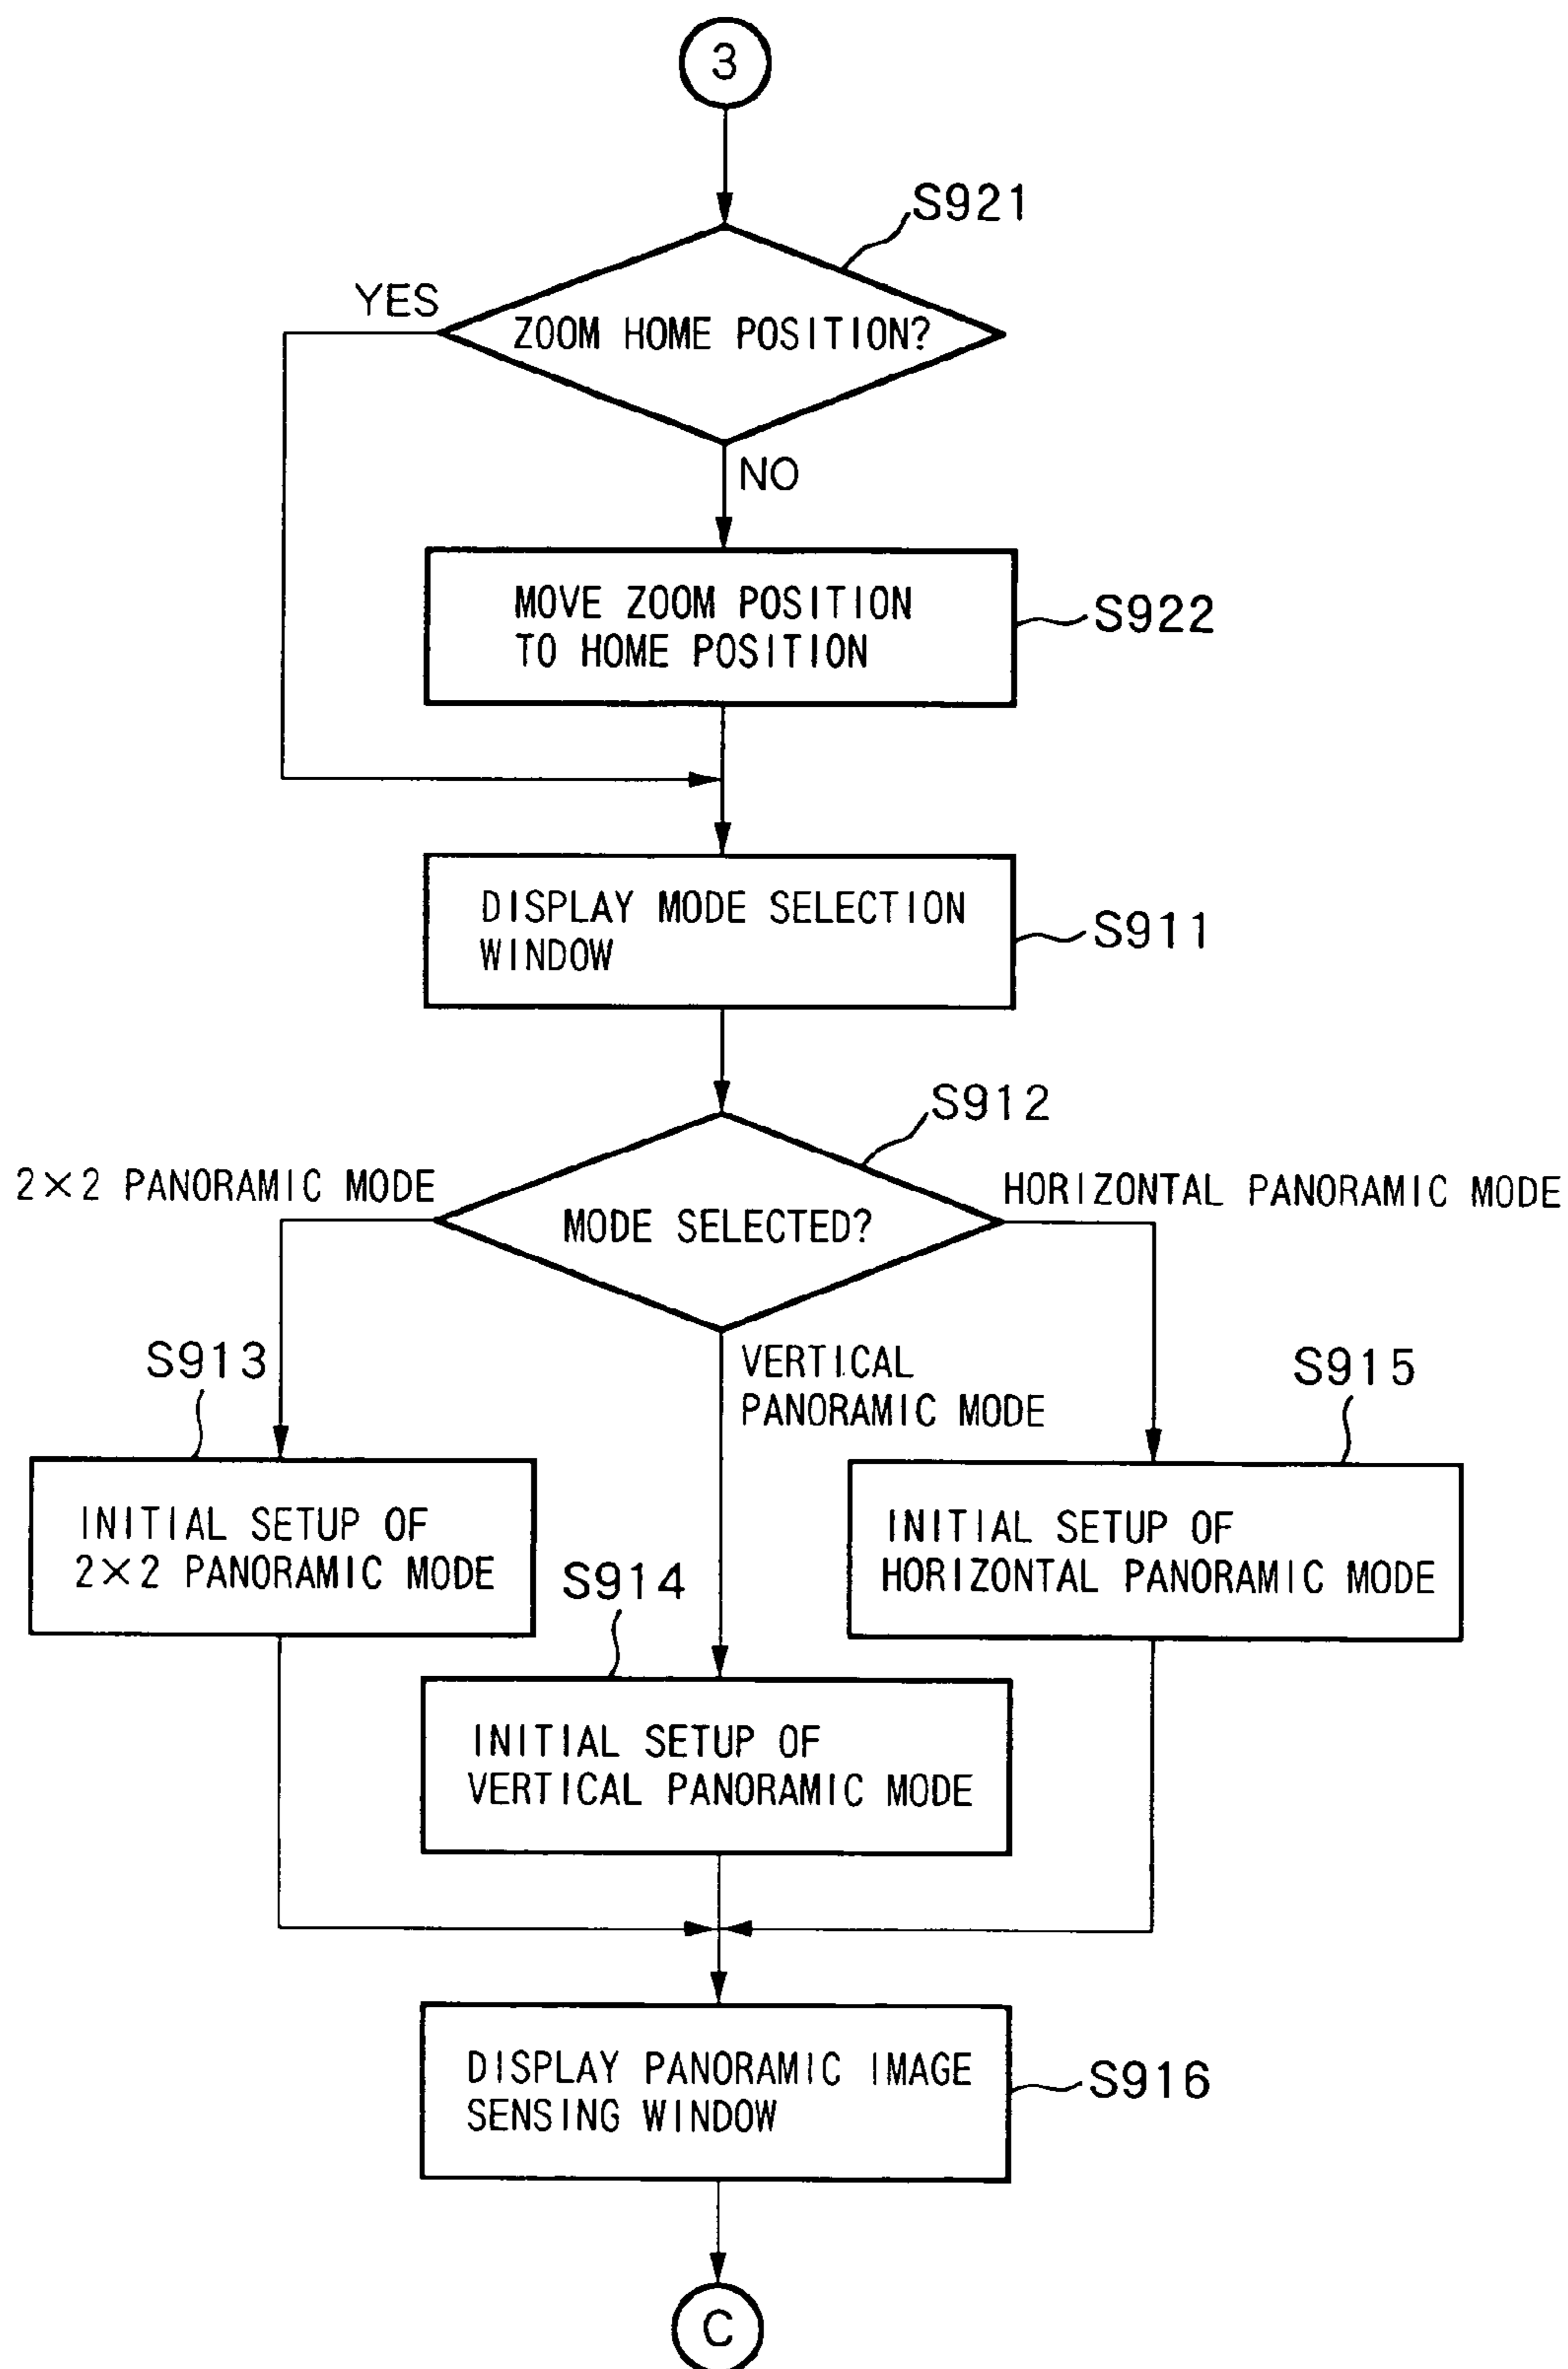 3
S921
YES
ZOOM HOME POSITION?
NO
MOVE ZOOM POSITION
TO HOME POSITION
S922
DISPLAY MODE SELECTION
WINDOW
S911
S912
2×2 PANORAMIC MODE
HORIZONTAL PANORAMIC MODE
MODE SELECTED?
VERTICAL
PANORAMIC MODE
S913
S915
INITIAL SETUP OF
2×2 PANORAMIC MODE
INITIAL SETUP OF
HORIZONTAL PANORAMIC MODE
S914
INITIAL SETUP OF
VERTICAL PANORAMIC MODE
DISPLAY PANORAMIC IMAGE
SENSING WINDOW
S916
C